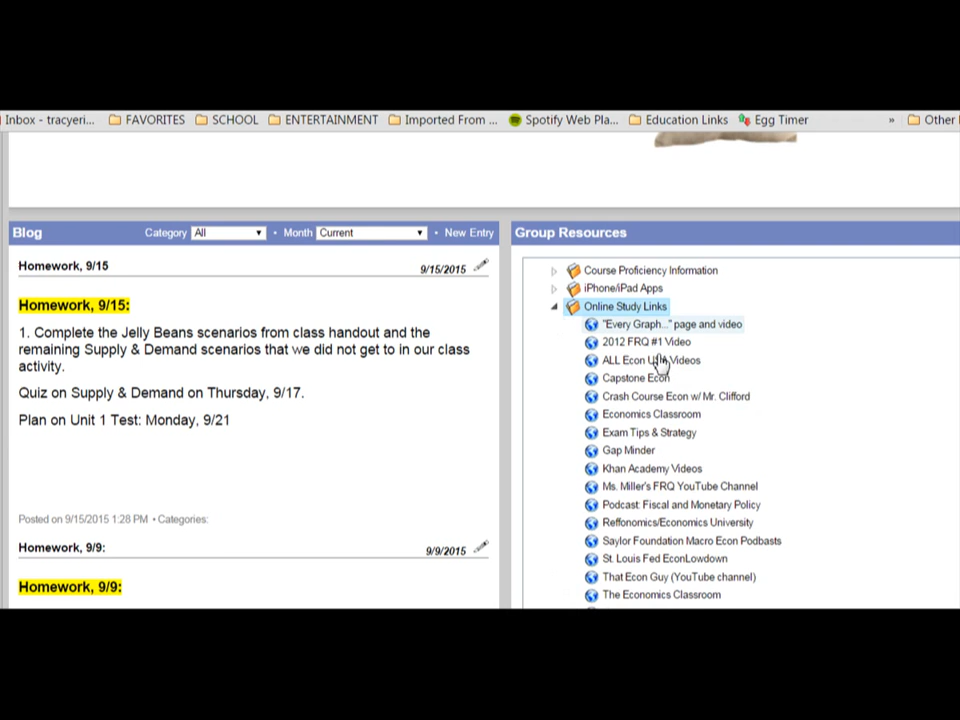 Inbox - tracyeri... FAVORITES SCHOOL ENTERTAINMENT Imported From ... Spotify Web Pla... Education Links Egg Timer » Other
Blog Category All • Month Current • New Entry
Homework, 9/15 9/15/2015
Homework, 9/15:
1. Complete the Jelly Beans scenarios from class handout and the
remaining Supply & Demand scenarios that we did not get to in our class
activity.
Quiz on Supply & Demand on Thursday, 9/17.
Plan on Unit 1 Test: Monday, 9/21
Posted on 9/15/2015 1:28 PM • Categories:
Homework, 9/9: 9/9/2015
Homework, 9/9:
Group Resources
Course Proficiency Information
iPhone/iPad Apps
Online Study Links
"Every Graph..." page and video
2012 FRQ #1 Video
ALL Econ Videos
Capstone Econ
Crash Course Econ w/ Mr. Clifford
Economics Classroom
Exam Tips & Strategy
Gap Minder
Khan Academy Videos
Ms. Miller's FRQ YouTube Channel
Podcast: Fiscal and Monetary Policy
Reffonomics/Economics University
Saylor Foundation Macro Econ Podbasts
St. Louis Fed EconLowdown
That Econ Guy (YouTube channel)
The Economics Classroom